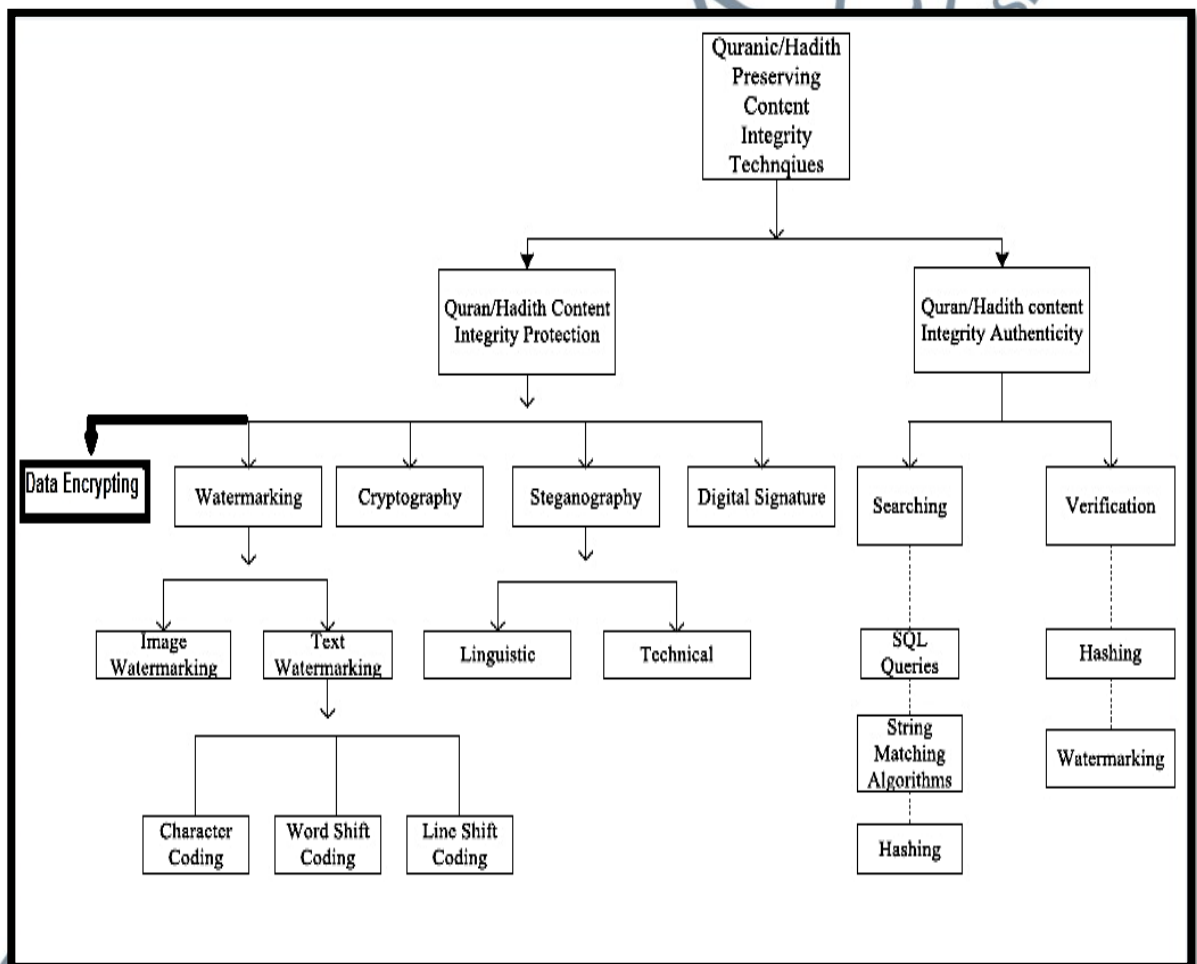 Quranic/Hadith
Preserving
Content
Integrity
Technqiues
Quran/Hadith Content
Integrity Protection
Quran/Hadith content
Integrity Authenticity
Data Encrypting
Watermarking
Cryptography
Steganography
Digital Signature
Searching
Verification
Image
Watermarking
Text
Watermarking
Linguistic
Technical
SQL
Queries
Hashing
String
Matching
Algorithms
Watermarking
Character
Coding
Word Shift
Coding
Line Shift
Coding
Hashing